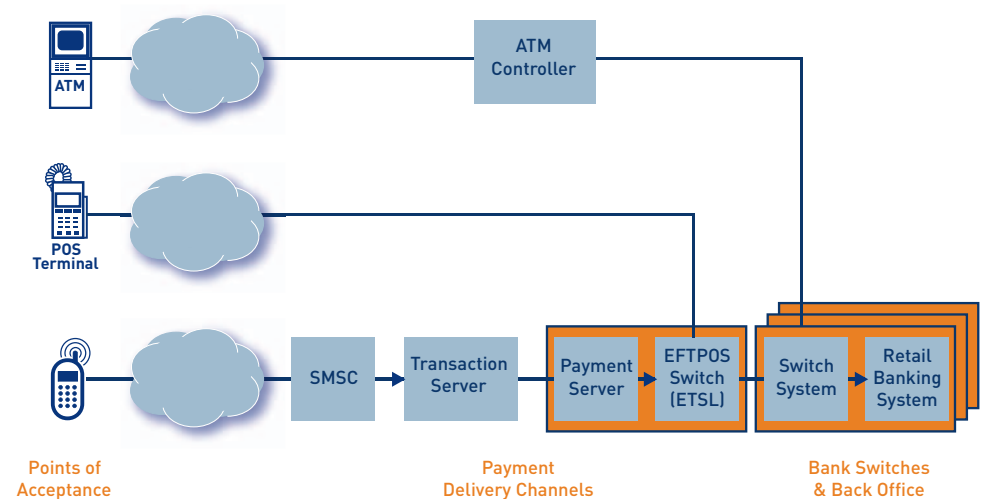 ATM
ATM
Controller
POS
Terminal
SMSC
Transaction
Server
Payment
Server
EFTPOS
Switch
(ETSL)
Switch
System
Retail
Banking
System
Points of
Acceptance
Payment
Delivery Channels
Bank Switches
& Back Office